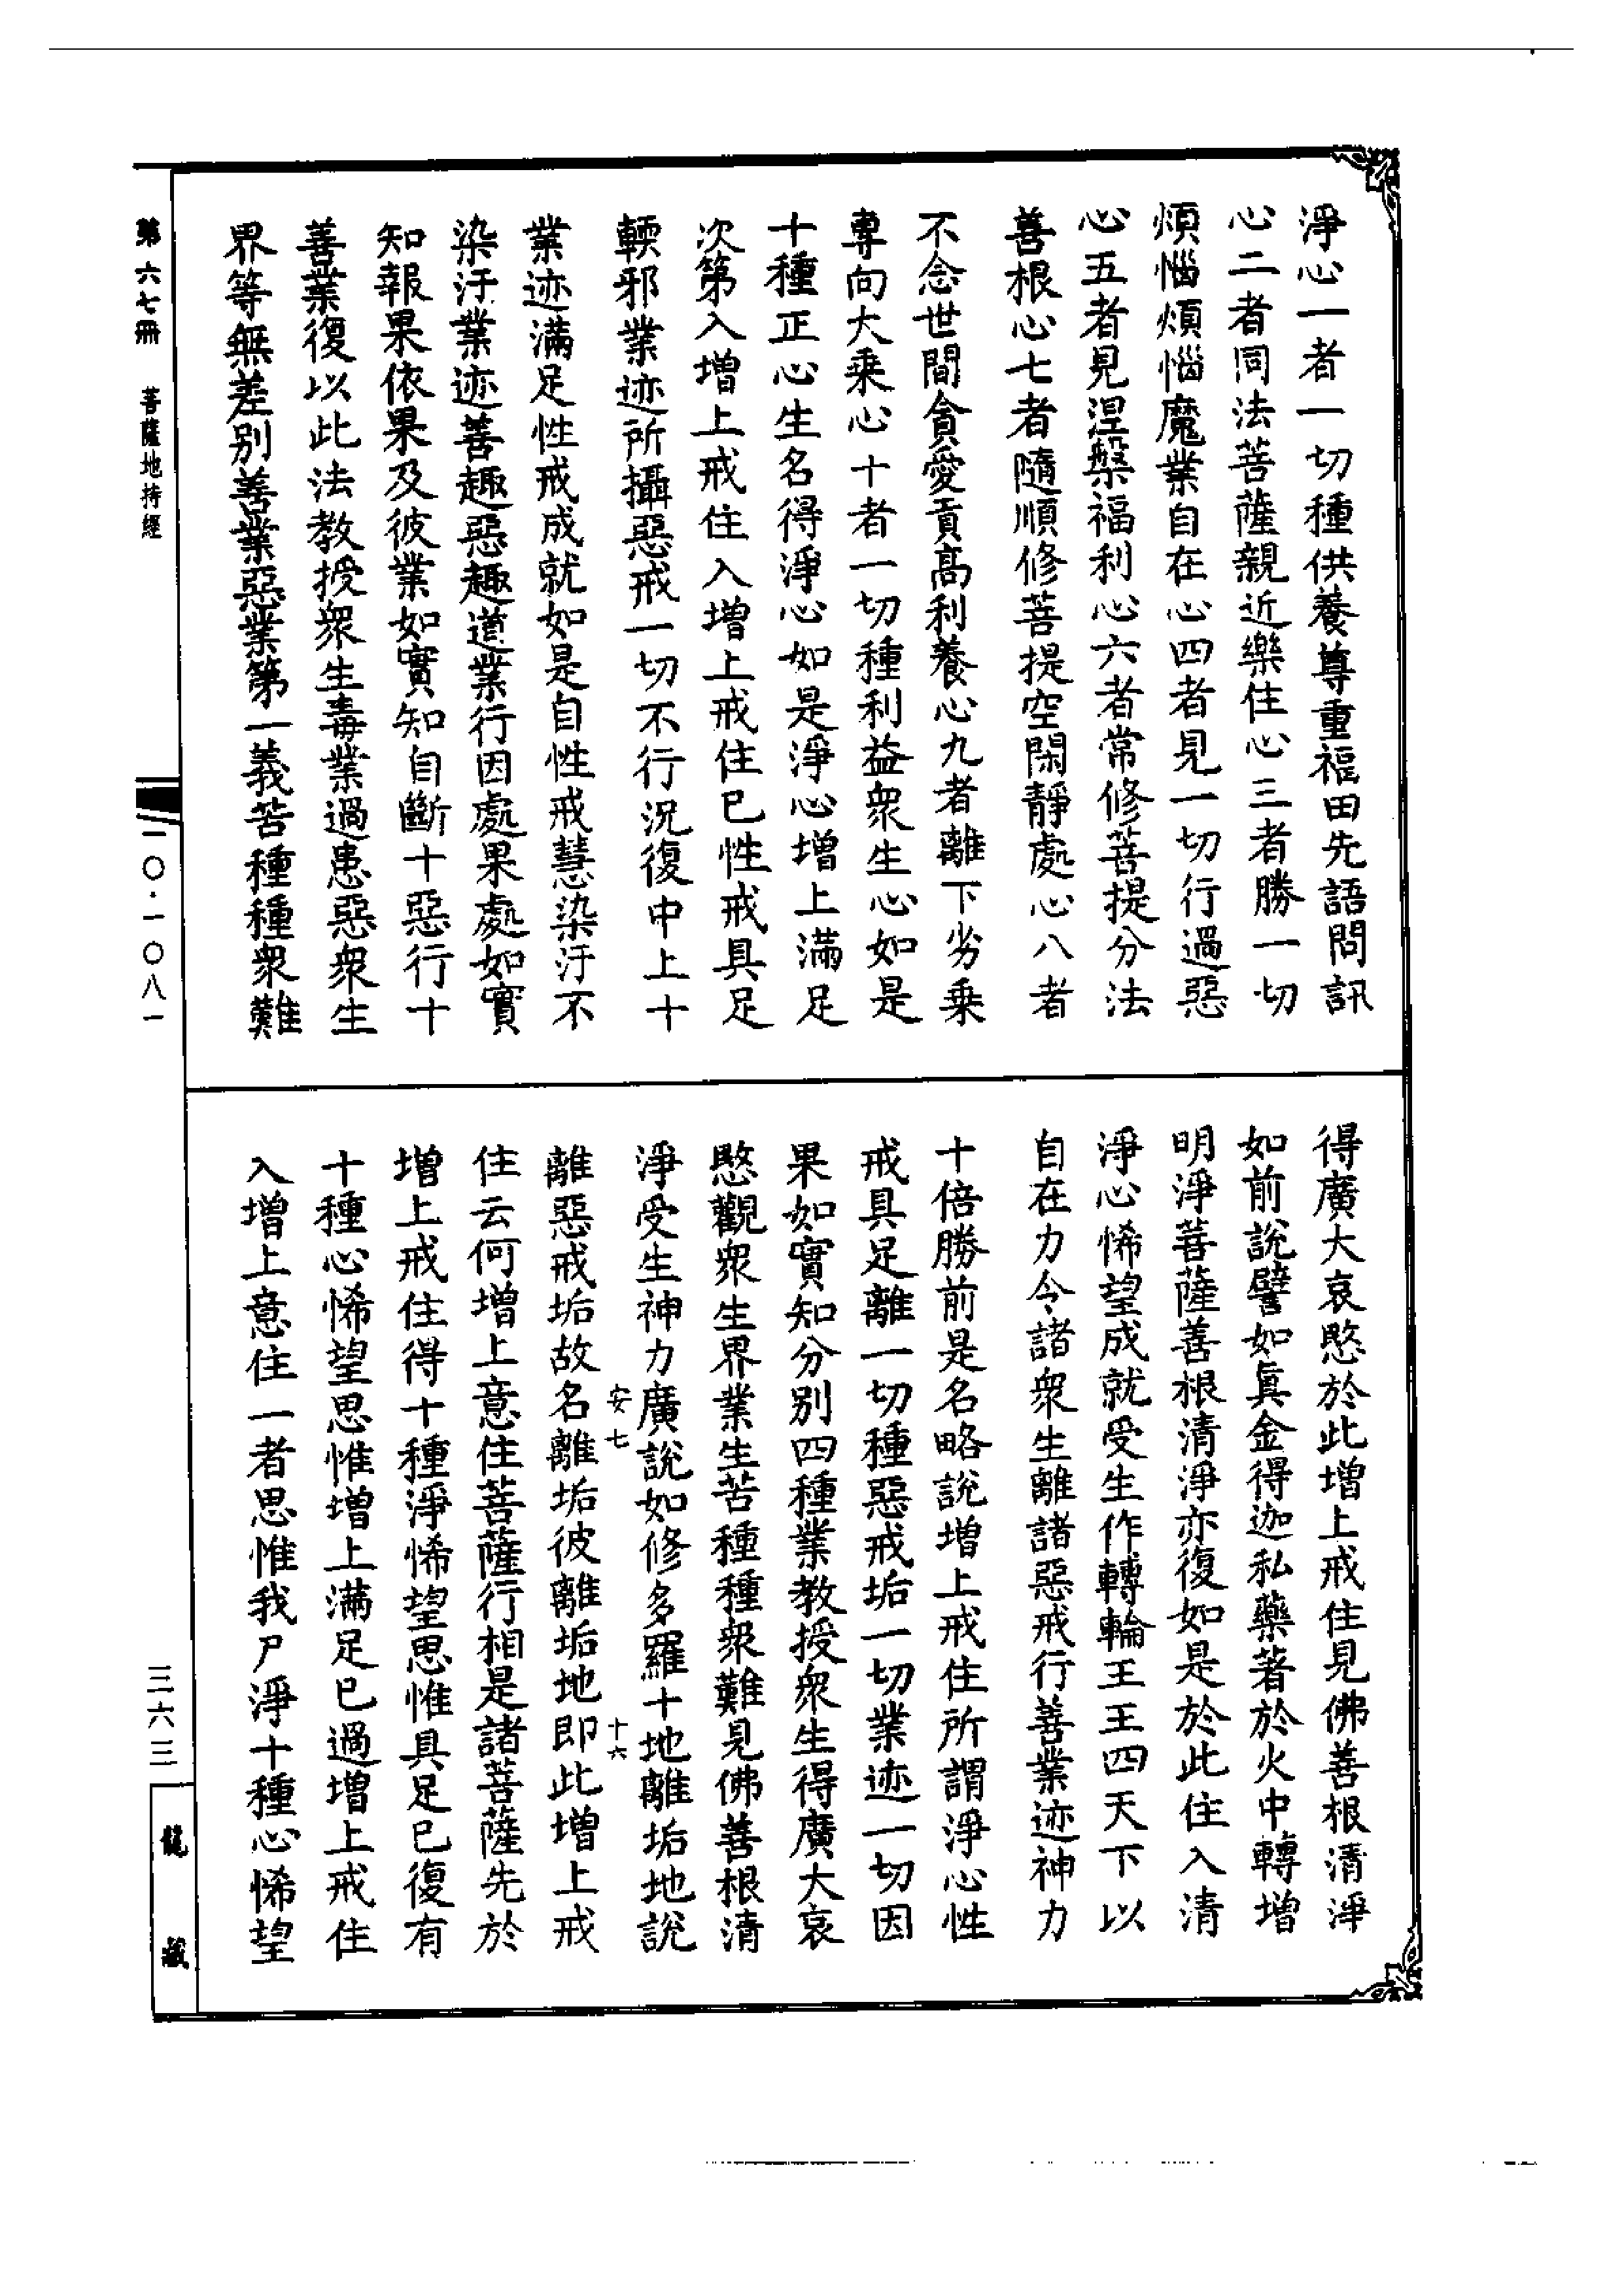 淨心一者一切種供養尊重福田先語問訊
心二者同法菩薩親近樂住心三者勝一切
煩惱煩惱魔業自在心四者見一切行過惡
心五者見涅槃福利心六者常修菩提分法
善根心七者隨順修菩提空閑靜處心八者
不念世間貪愛貢高利養心九者離下劣乗
專向大乗心十者一切種利益衆生心如是
十種正心生名得淨心如是淨心增上滿足
次第入增上戒住入增上戒住已性戒具足
輭邪業迹所攝惡戒一切不行況復中上十
業迹滿足性戒成就如是自性戒慧染汙不
染汙業迹善趣惡趣道業行因處果處如實
知報果依果及彼業如實知自斷十惡行十
善業復以此法教授衆生毒業過患惡衆生
界等無差別善業惡業第一義苦種種衆難
得廣大哀愍於此增上戒住見佛善根清淨
如前說譬如眞金得迦私藥著於火中轉增
明淨菩薩善根清淨亦復如是於此住入清
淨心悕望成就受生作轉輪王王四天下以
自在力今諸衆生離諸惡戒行善業迹神力
十倍勝前是名略說增上戒住所謂淨心性
戒具足離一切種惡戒垢一切業迹一切因
果如實知分別四種業教授衆生得廣大哀
愍觀衆生界業生苦種種衆難見佛善根清
淨受生神力廣說如修多羅十地離垢地說
安七
十六
離惡戒垢故名離垢彼離垢地即此增上戒
住云何增上意住菩薩行相是諸菩薩先於
增上戒住得十種淨悕望思惟具足已復有
十種心悕望思惟增上滿足已過增上戒住
入增上意住一者思惟我尸淨十種心悕望
第六七冊
菩薩地持經
一〇·一〇八一
三六三
龍藏